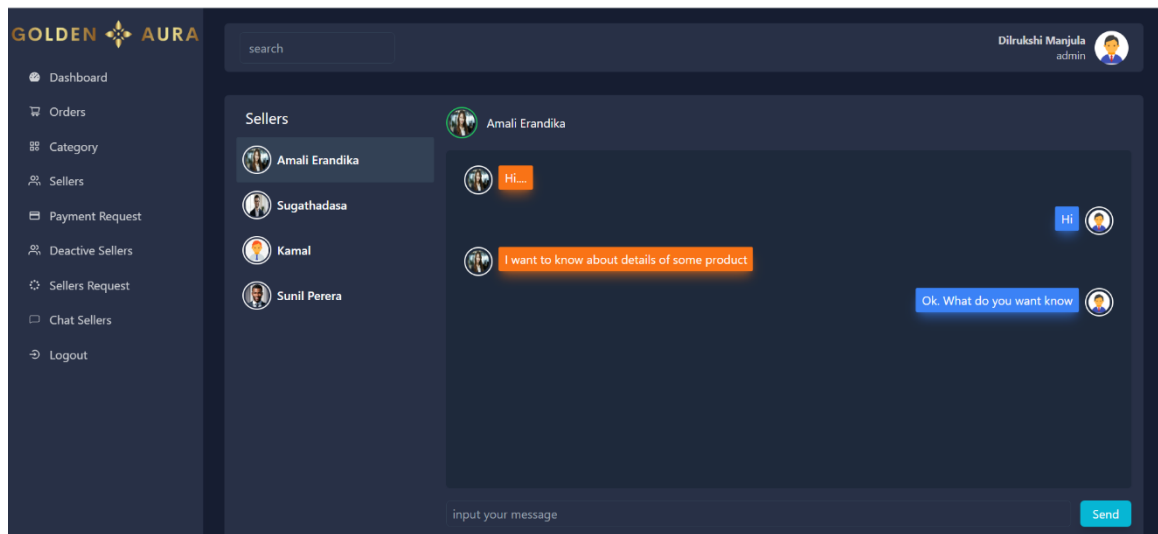 GOLDEN AURA
Dashboard
Orders
Category
Sellers
Payment Request
Deactive Sellers
Sellers Request
Chat Sellers
Logout
search
Dilrukshi Manjula
admin
Sellers
Amali Erandika
Sugathadasa
Kamal
Sunil Perera
Amali Erandika
Hi....
Hi
I want to know about details of some product
Ok. What do you want know
input your message
Send